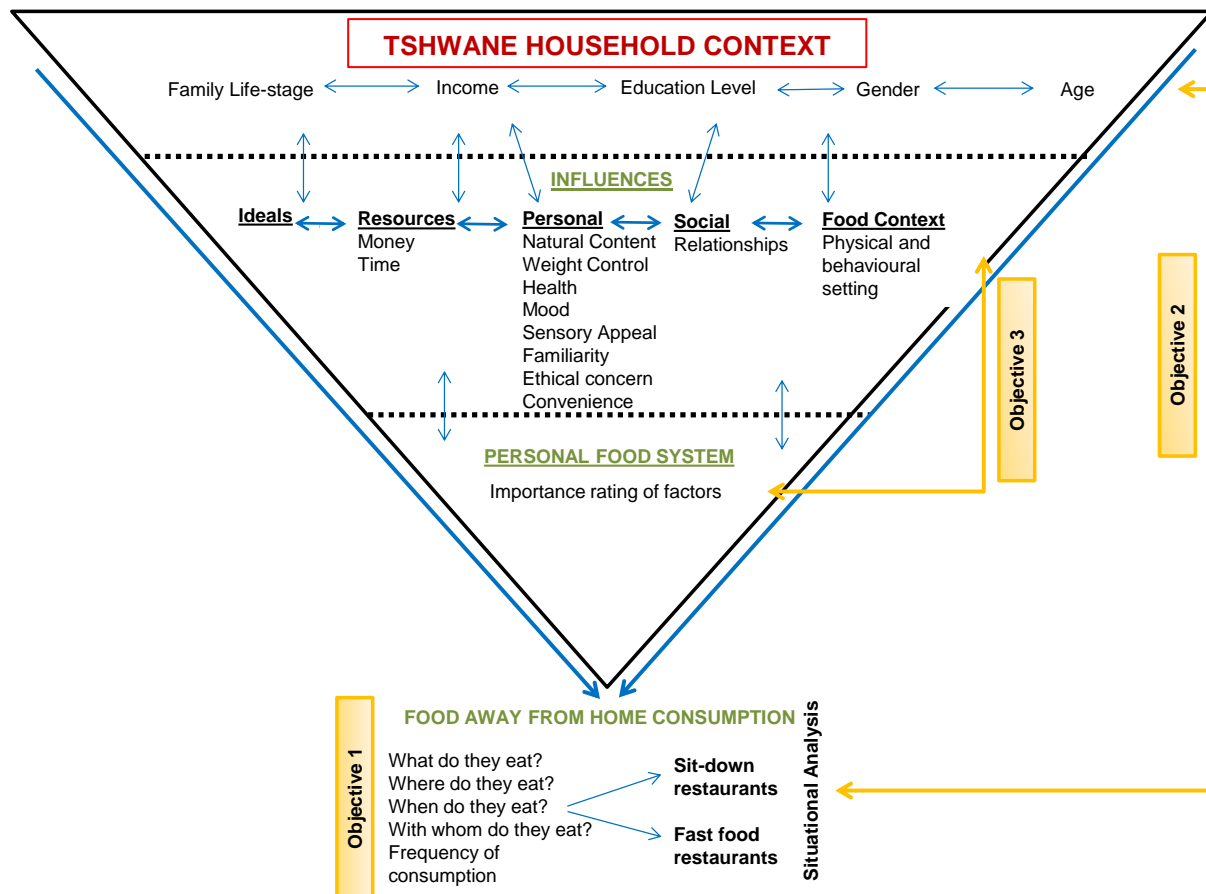 TSHWANE HOUSEHOLD CONTEXT
Family Life-stage Income Education Level Gender Age
INFLUENCES
Ideals Resources Personal Social Food Context
Money Natural Content Relationships Physical and
Time Weight Control behavioural
Health setting
Mood
Sensory Appeal
Familiarity
Ethical concern
Convenience
Objective 3
Objective 2
PERSONAL FOOD SYSTEM
Importance rating of factors
FOOD AWAY FROM HOME CONSUMPTION
Objective 1
What do they eat?
Where do they eat?
When do they eat?
With whom do they eat?
Frequency of
consumption
Sit-down
restaurants
Fast food
restaurants
Situational Analysis